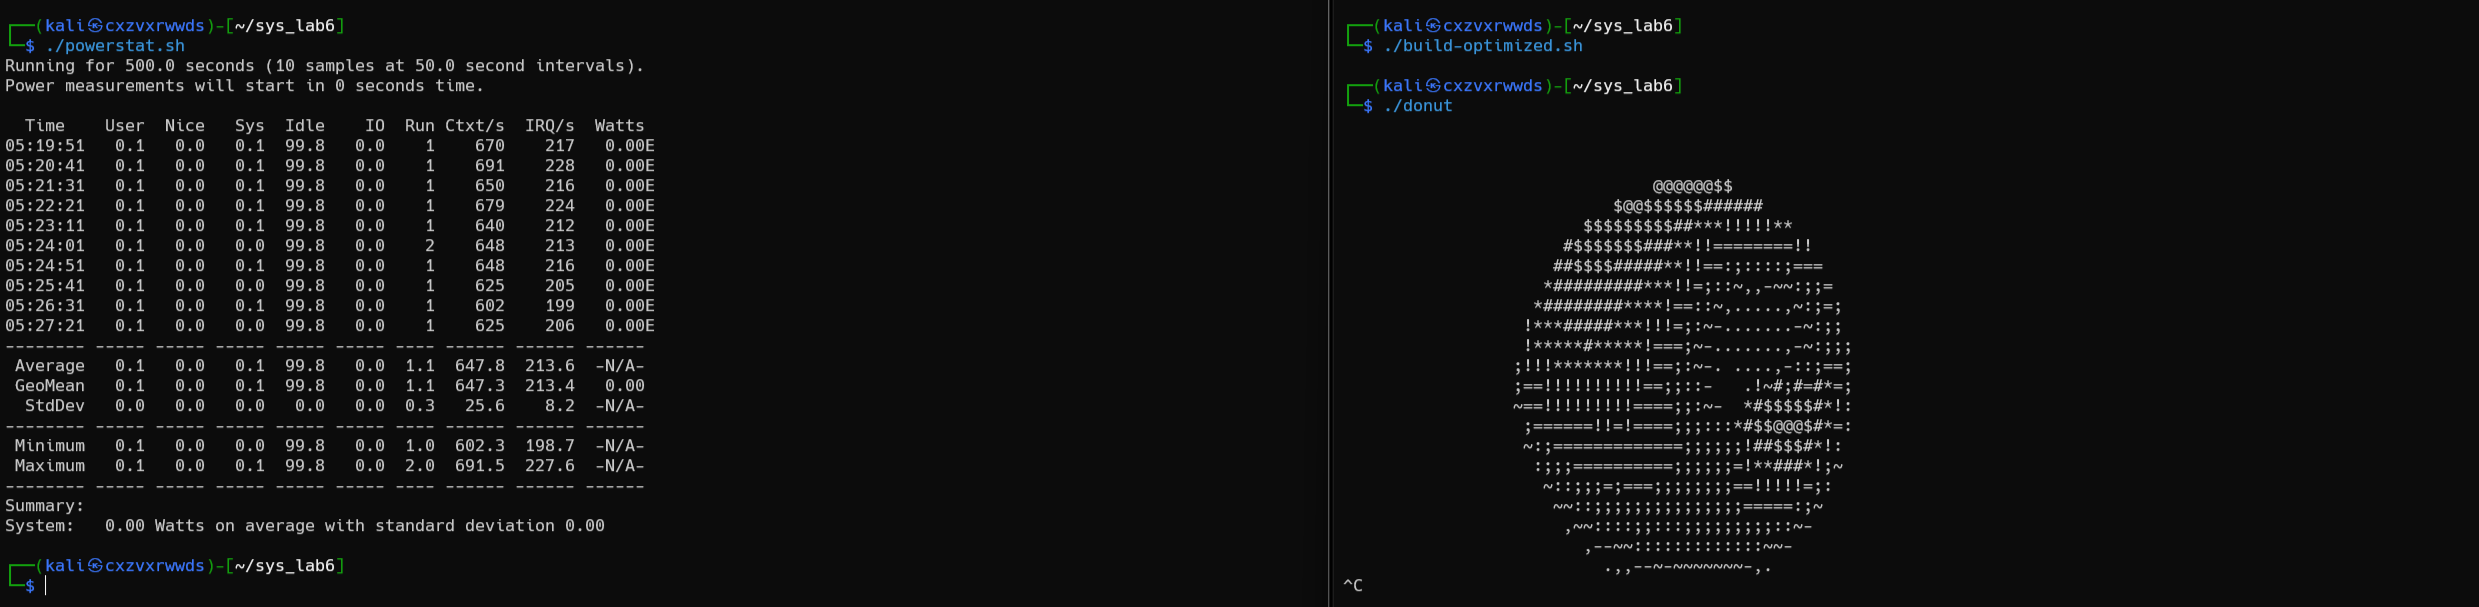 ┌──(kali㉿cxzvxrwwds)-[~/sys_lab6]
└─$ ./powerstat.sh
Running for 500.0 seconds (10 samples at 50.0 second intervals).
Power measurements will start in 0 seconds time.
  Time    User  Nice   Sys  Idle    IO  Run Ctxt/s  IRQ/s  Watts
05:19:51   0.1   0.0   0.1  99.8   0.0    1    670    217   0.00E
05:20:41   0.1   0.0   0.1  99.8   0.0    1    691    228   0.00E
05:21:31   0.1   0.0   0.1  99.8   0.0    1    650    216   0.00E
05:22:21   0.1   0.0   0.1  99.8   0.0    1    679    224   0.00E
05:23:11   0.1   0.0   0.1  99.8   0.0    1    640    212   0.00E
05:24:01   0.1   0.0   0.0  99.8   0.0    2    648    213   0.00E
05:24:51   0.1   0.0   0.1  99.8   0.0    1    648    216   0.00E
05:25:41   0.1   0.0   0.0  99.8   0.0    1    625    205   0.00E
05:26:31   0.1   0.0   0.1  99.8   0.0    1    602    199   0.00E
05:27:21   0.1   0.0   0.0  99.8   0.0    1    625    206   0.00E
-------- ----- ----- ----- ----- ----- ---- ------ ------ ------
 Average   0.1   0.0   0.1  99.8   0.0  1.1  647.8  213.6  -N/A-
 GeoMean   0.1   0.0   0.1  99.8   0.0  1.1  647.3  213.4   0.00
  StdDev   0.0   0.0   0.0   0.0   0.0  0.3   25.6    8.2  -N/A-
-------- ----- ----- ----- ----- ----- ---- ------ ------ ------
 Minimum   0.1   0.0   0.0  99.8   0.0  1.0  602.3  198.7  -N/A-
 Maximum   0.1   0.0   0.1  99.8   0.0  2.0  691.5  227.6  -N/A-
-------- ----- ----- ----- ----- ----- ---- ------ ------ ------
Summary:
System:   0.00 Watts on average with standard deviation 0.00
┌──(kali㉿cxzvxrwwds)-[~/sys_lab6]
└─$
┌──(kali㉿cxzvxrwwds)-[~/sys_lab6]
└─$ ./build-optimized.sh
┌──(kali㉿cxzvxrwwds)-[~/sys_lab6]
└─$ ./donut
@@@@@@$$
$@@$$$$$$######
$$$$$$$$$##***!!!!!**
#$$$$$$$###**!!========!!
##$$$$#####**!!==:;::::;===
*#########***!!=;::~,,-~~:;;=
*########****!==::~,.....,~:;=;
!***#####***!!!=;:~-.......-~:;;
!*****#*****!===;~-.......,-~:;;;
;!!!*******!!!==;:~-. ....,-::;==;
;==!!!!!!!!!!==;;::-   .!~#;#=#*=;
~==!!!!!!!!!====;;:~-  *#$$$$$#*!:
;======!!=!====;;;:::*#$$@@@$#*=:
~:;=============;;;;;;!##$$$#*!:
:;;;==========;;;;;;=!**###*!;~
~::;;;=;===;;;;;;;;==!!!!!=;:
~~::;;;;;;;;;;;;;;;=====:;~
,~~::::;;:::;;;;;;;;;::~-
,--~~:::::::::::::~~-
.,,--~-~~~~~~~-,.
^C